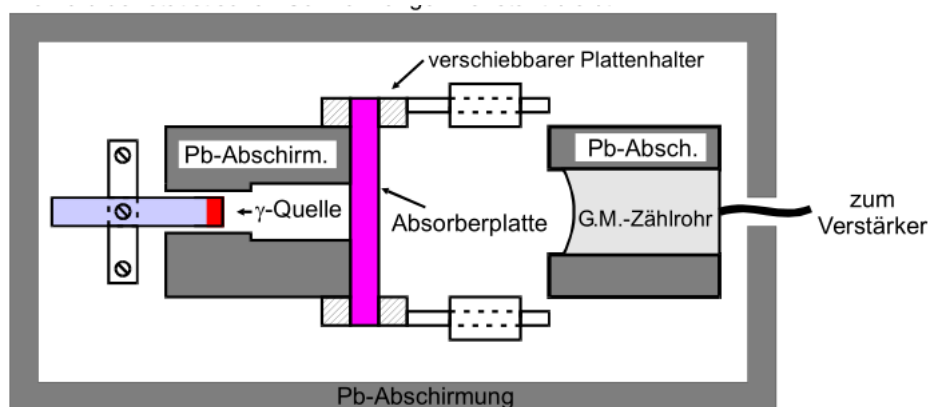 verschiebbarer Plattenhalter
Pb-Abschirm.
Pb-Absch.
γ-Quelle
Absorberplatte
G.M.-Zählrohr
zum
Verstärker
Pb-Abschirmung